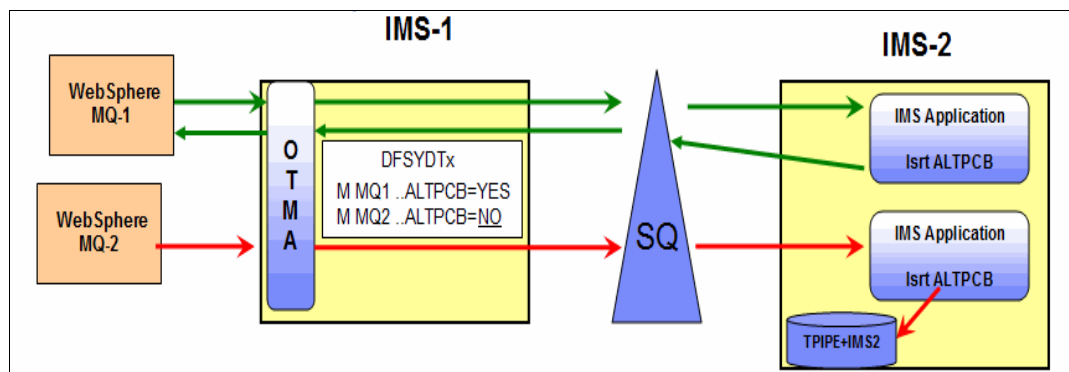 IMS-1
IMS-2
WebSphere
MQ-1
WebSphere
MQ-2
O
T
M
A
DFSYDTx
M MQ1 ..ALTPCB=YES
M MQ2 ..ALTPCB=NO
SQ
IMS Application
Isrt ALTPCB
IMS Application
Isrt ALTPCB
TPIPE+IMS2